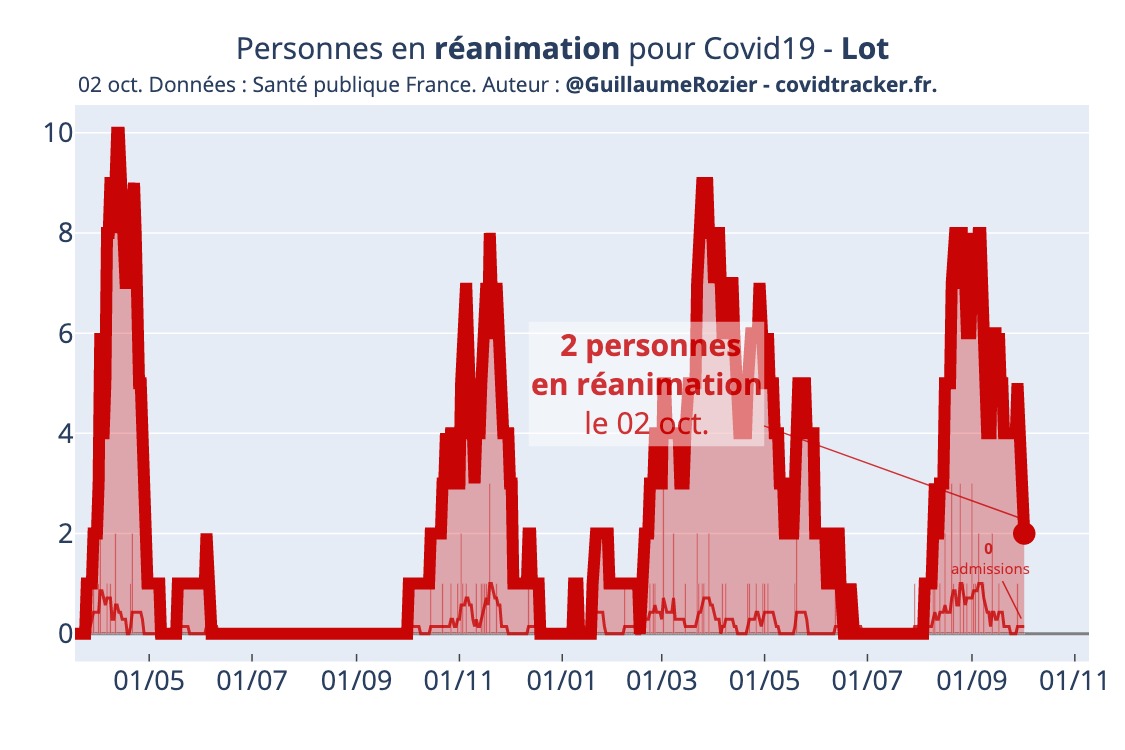 Personnes en réanimation pour Covid19 - Lot
02 oct. Données : Santé publique France. Auteur : @GuillaumeRozier - covidtracker.fr.
10
8
6
4
2
0
2 personnes
en réanimation
le 02 oct.
0
admissions
01/05 01/07 01/09 01/11 01/01 01/03 01/05 01/07 01/09 01/11